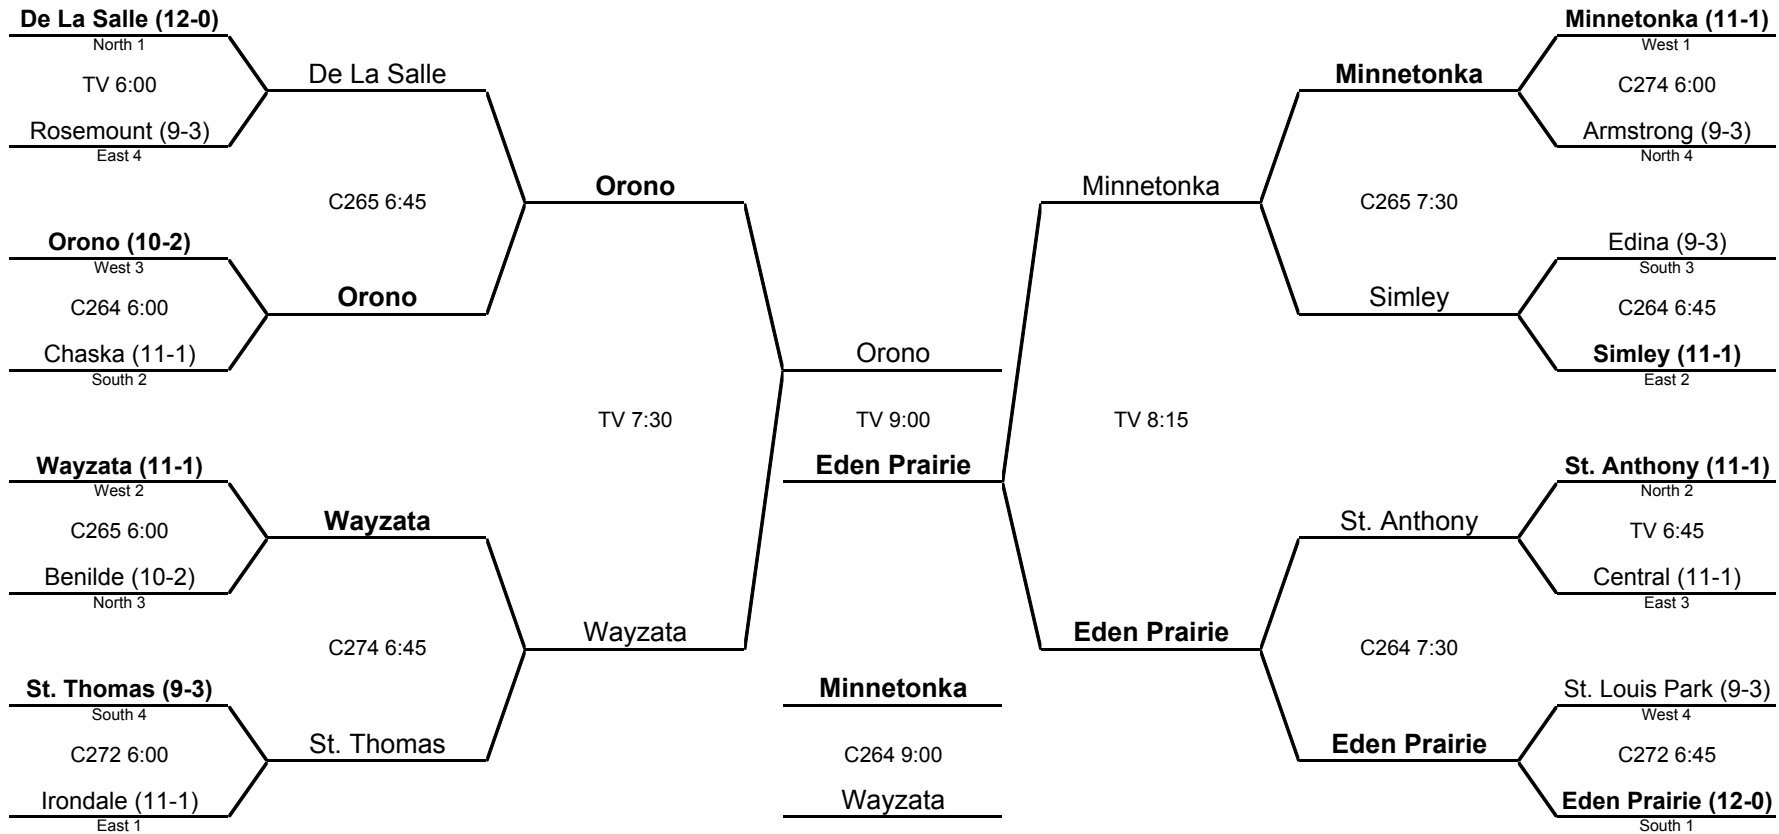 De La Salle (12-0)
North 1
TV 6:00
Rosemount (9-3)
East 4
De La Salle
C265 6:45
Orono (10-2)
West 3
C264 6:00
Chaska (11-1)
South 2
Orono
Orono
TV 7:30
Wayzata (11-1)
West 2
C265 6:00
Benilde (10-2)
North 3
Wayzata
C274 6:45
St. Thomas (9-3)
South 4
C272 6:00
Irondale (11-1)
East 1
St. Thomas
Wayzata
Orono
TV 9:00
Eden Prairie
Minnetonka
C264 9:00
Wayzata
Minnetonka
TV 8:15
Eden Prairie
Minnetonka
C265 7:30
Simley
St. Anthony
C264 7:30
Eden Prairie
Minnetonka (11-1)
West 1
C274 6:00
Armstrong (9-3)
North 4
Edina (9-3)
South 3
C264 6:45
Simley (11-1)
East 2
St. Anthony (11-1)
North 2
TV 6:45
Central (11-1)
East 3
St. Louis Park (9-3)
West 4
C272 6:45
Eden Prairie (12-0)
South 1